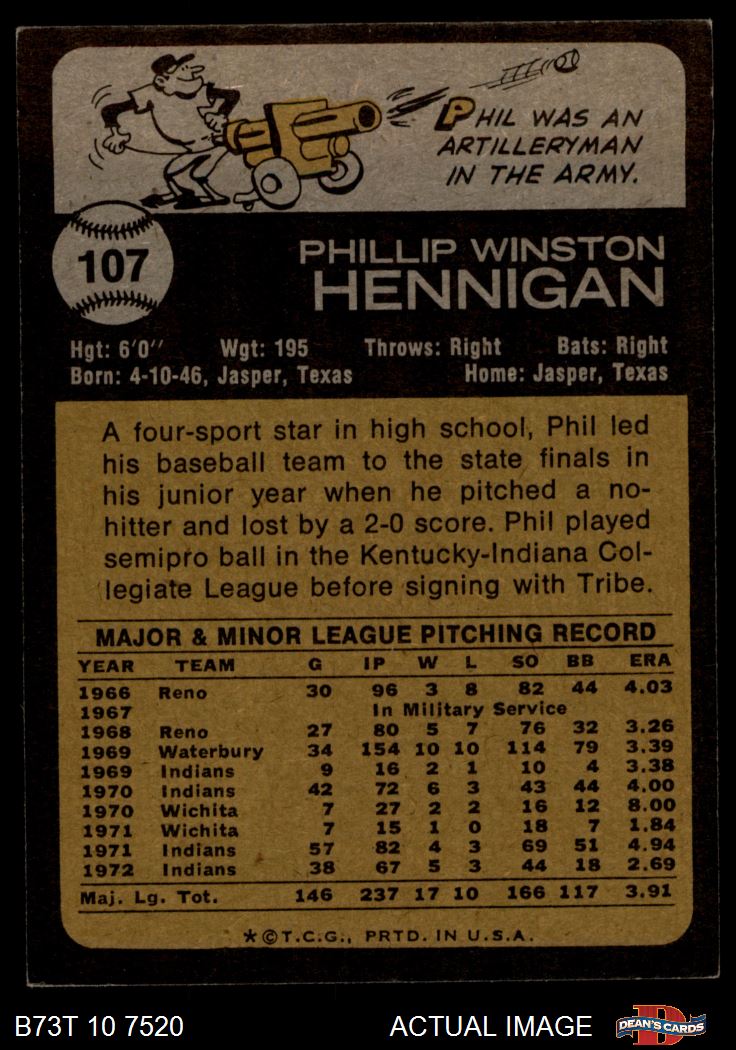 PHIL WAS AN
ARTILLERYMAN
IN THE ARMY.
107
PHILLIP WINSTON
HENNIGAN
Hgt: 6'0" Wgt: 195 Throws: Right Bats: Right
Born: 4-10-46, Jasper, Texas Home: Jasper, Texas
A four-sport star in high school, Phil led
his baseball team to the state finals in
his junior year when he pitched a no-
hitter and lost by a 2-0 score. Phil played
semipro ball in the Kentucky-Indiana Col-
legiate League before signing with Tribe.
MAJOR & MINOR LEAGUE PITCHING RECORD
YEAR TEAM G IP W L SO BB ERA
1966 Reno 30 96 3 8 82 44 4.03
1967 In Military Service
1968 Reno 27 80 5 7 76 32 3.26
1969 Waterbury 34 154 10 10 114 79 3.39
1969 Indians 9 16 2 1 10 4 3.38
1970 Indians 42 72 6 3 43 44 4.00
1970 Wichita 7 27 2 2 16 12 8.00
1971 Wichita 7 15 1 0 18 7 1.84
1971 Indians 57 82 4 3 69 51 4.94
1972 Indians 38 67 5 3 44 18 2.69
Maj. Lg. Tot. 146 237 17 10 166 117 3.91
*©T.C.G., PRTD. IN U.S.A.
B73T 10 7520 ACTUAL IMAGE D DEAN'S CARDS